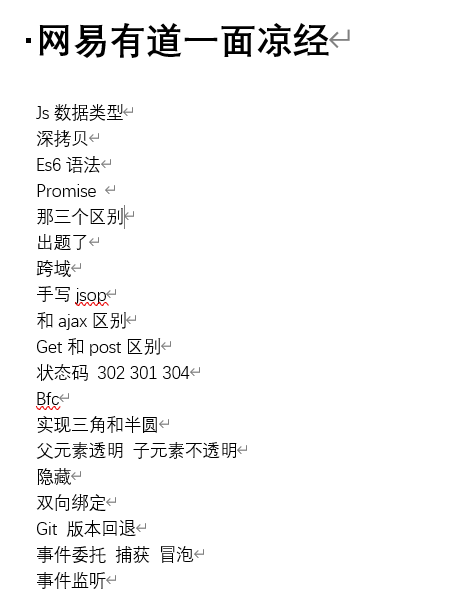 网易有道一面凉经
Js 数据类型
深拷贝
Es6 语法
Promise
那三个区别
出题了
跨域
手写 jsop
和 ajax 区别
Get 和 post 区别
状态码 302 301 304
Bfc
实现三角和半圆
父元素透明 子元素不透明
隐藏
双向绑定
Git 版本回退
事件委托 捕获 冒泡
事件监听